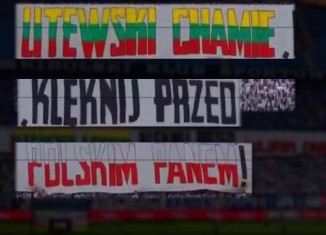 LITEWSKI CHAMIE
KLĘKNIJ PRZED
POLSKIM PANEM!